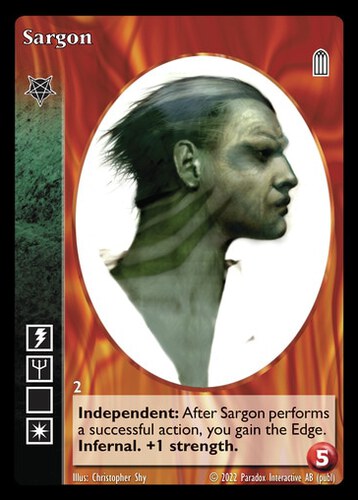 Sargon
2
Independent: After Sargon performs
a successful action, you gain the Edge.
Infernal. +1 strength.
5
Illus: Christopher Shy © 2022 Paradox Interactive AB (publ)